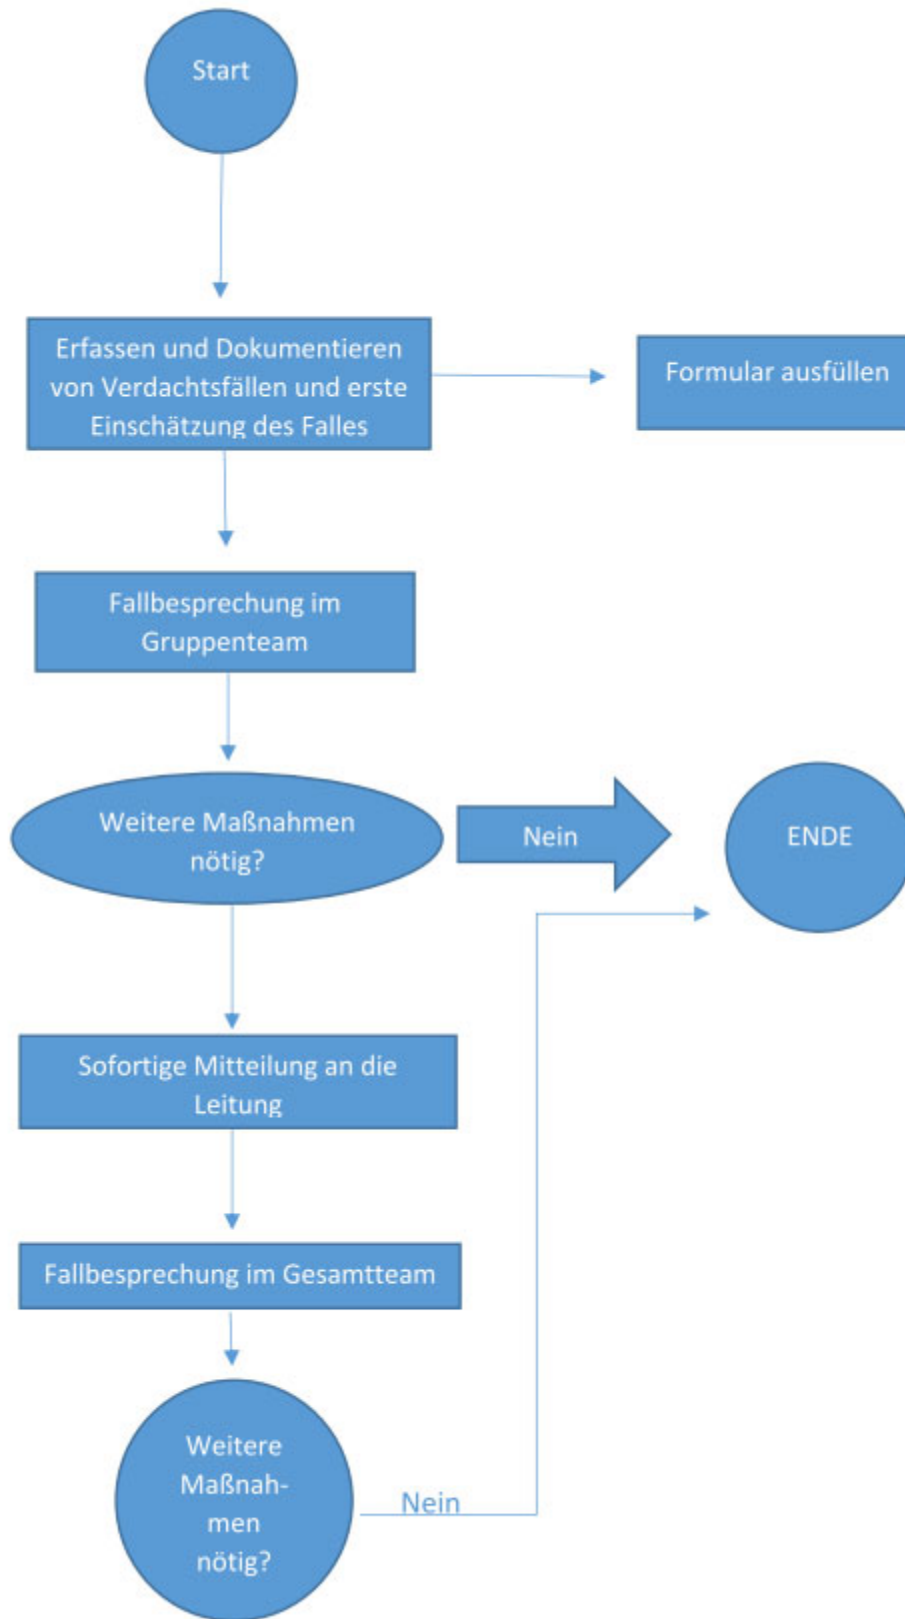 Start
Erfassen und Dokumentieren
von Verdachtsfällen und erste
Einschätzung des Falles
Formular ausfüllen
Fallbesprechung im
Gruppenteam
Weitere Maßnahmen
nötig?
Nein
ENDE
Sofortige Mitteilung an die
Leitung
Fallbesprechung im Gesamtteam
Weitere
Maßnah-
men
nötig?
Nein